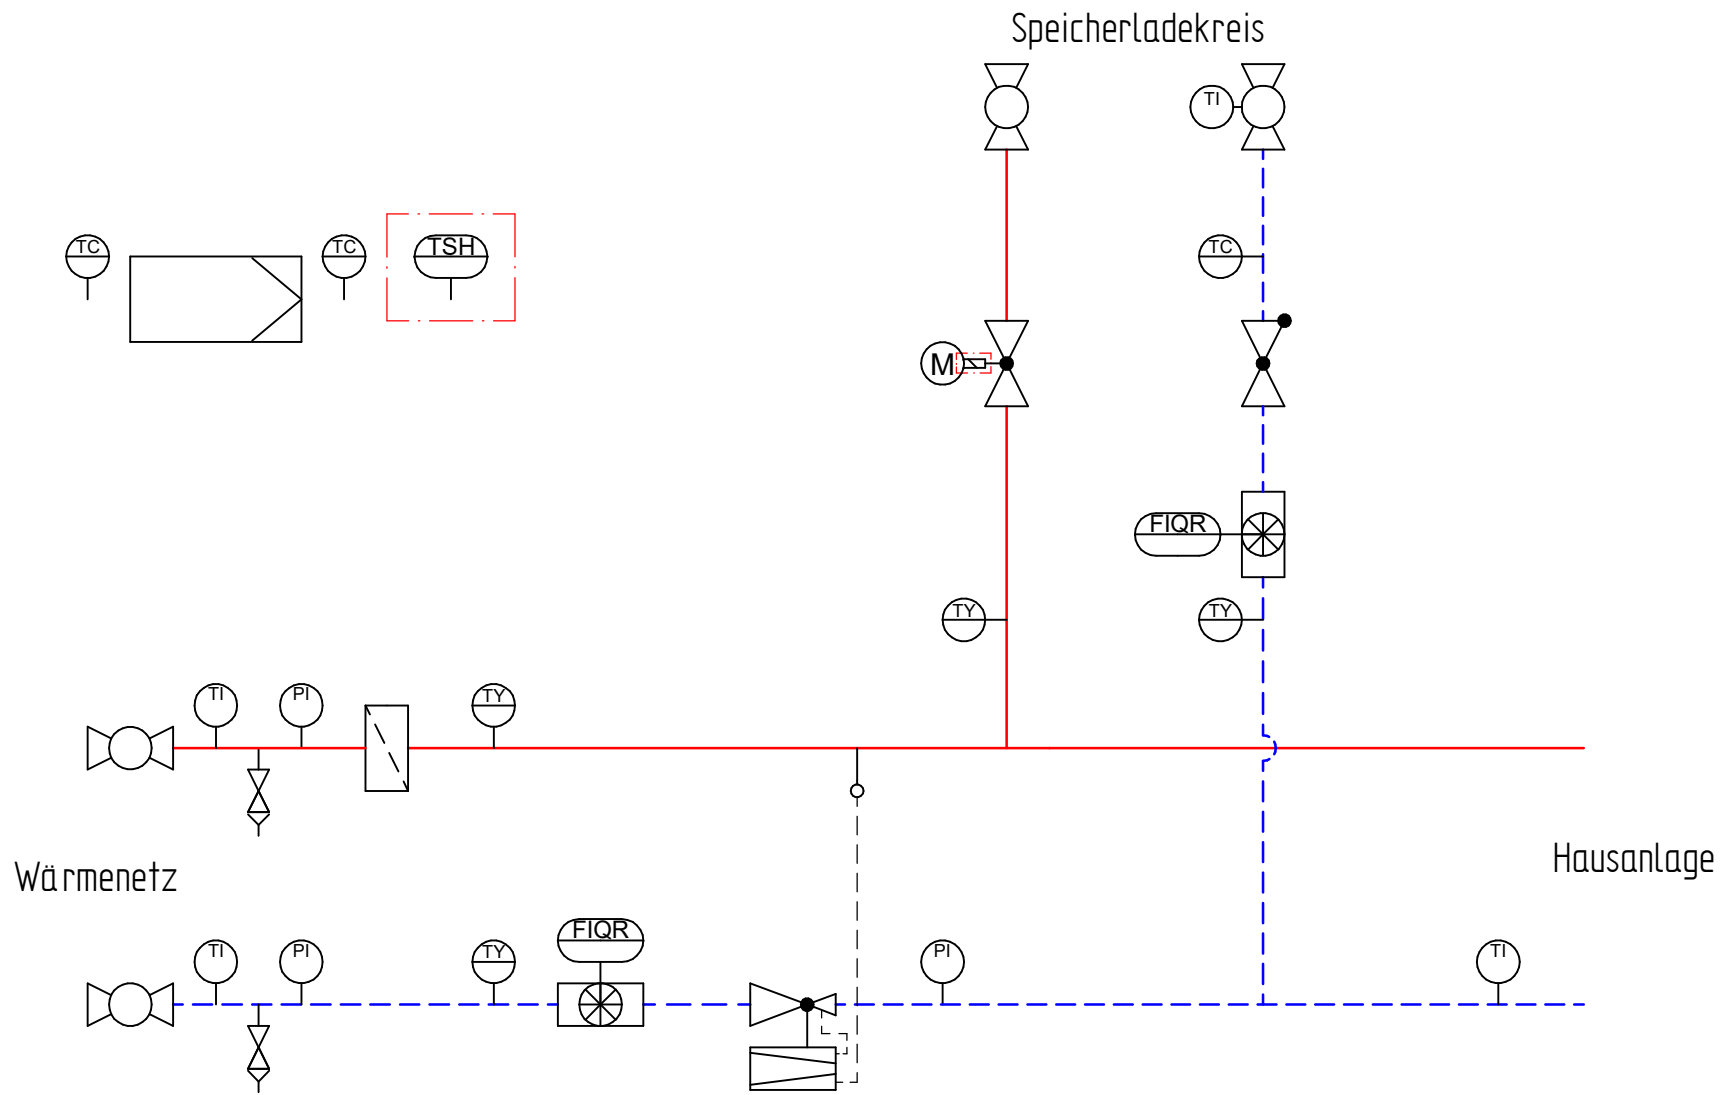 Speicherladekreis
TI
TC
TC
TSH
TC
M
FIQR
TY
TY
TI
PI
TY
Wärmenetz
Hausanlage
FIQR
TI
PI
TY
PI
TI